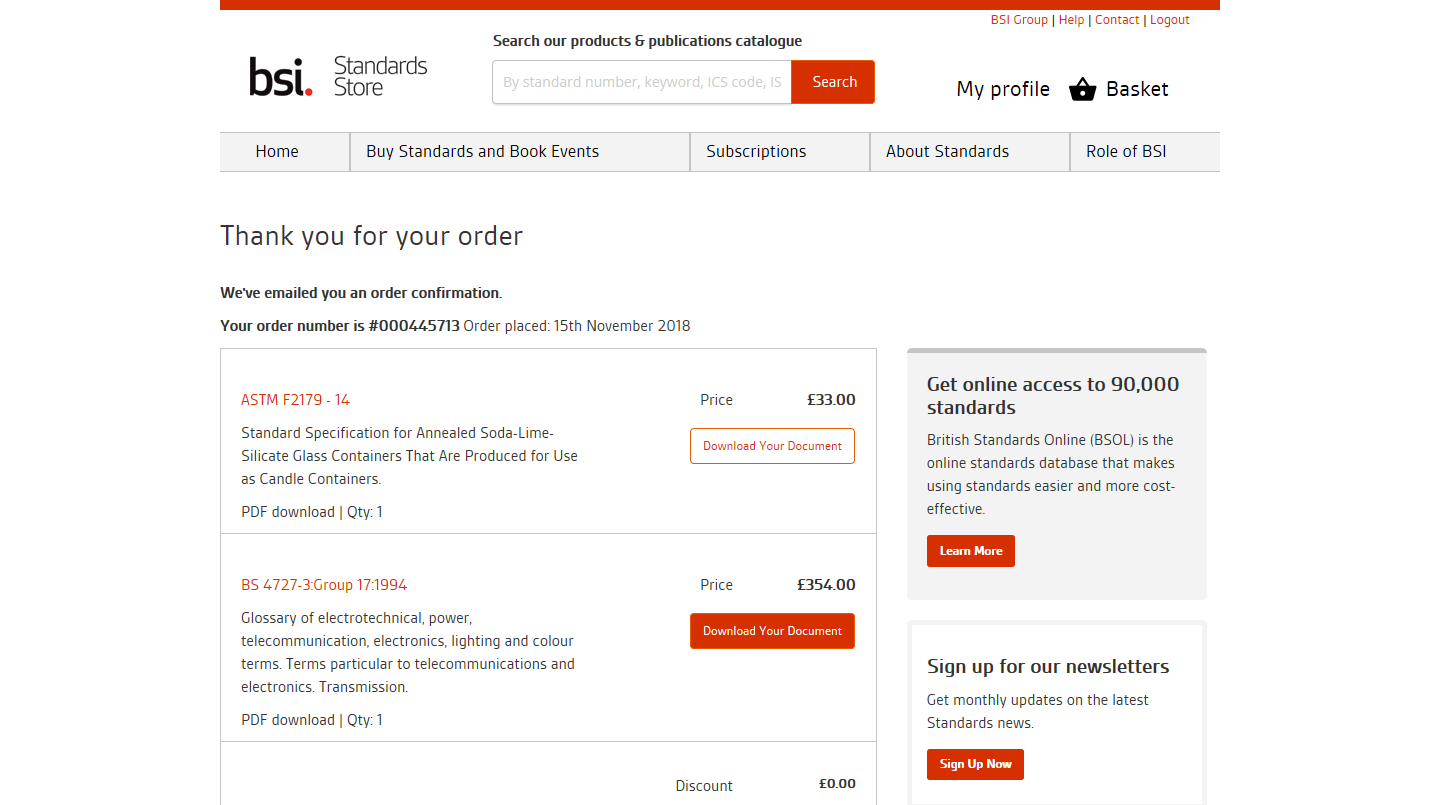 BSI Group | Help | Contact | Logout
Search our products & publications catalogue
bsi. Standards
Store
By standard number, keyword, ICS code, IS
Search
My profile
Basket
Home
Buy Standards and Book Events
Subscriptions
About Standards
Role of BSI
Thank you for your order
We've emailed you an order confirmation.
Your order number is #000445713 Order placed: 15th November 2018
ASTM F2179 - 14
Price £33.00
Standard Specification for Annealed Soda-Lime-
Silicate Glass Containers That Are Produced for Use
as Candle Containers.
Download Your Document
PDF download | Qty: 1
BS 4727-3:Group 17:1994
Price £354.00
Glossary of electrotechnical, power,
telecommunication, electronics, lighting and colour
terms. Terms particular to telecommunications and
electronics. Transmission.
Download Your Document
PDF download | Qty: 1
Discount £0.00
Get online access to 90,000
standards
British Standards Online (BSOL) is the
online standards database that makes
using standards easier and more cost-
effective.
Learn More
Sign up for our newsletters
Get monthly updates on the latest
Standards news.
Sign Up Now